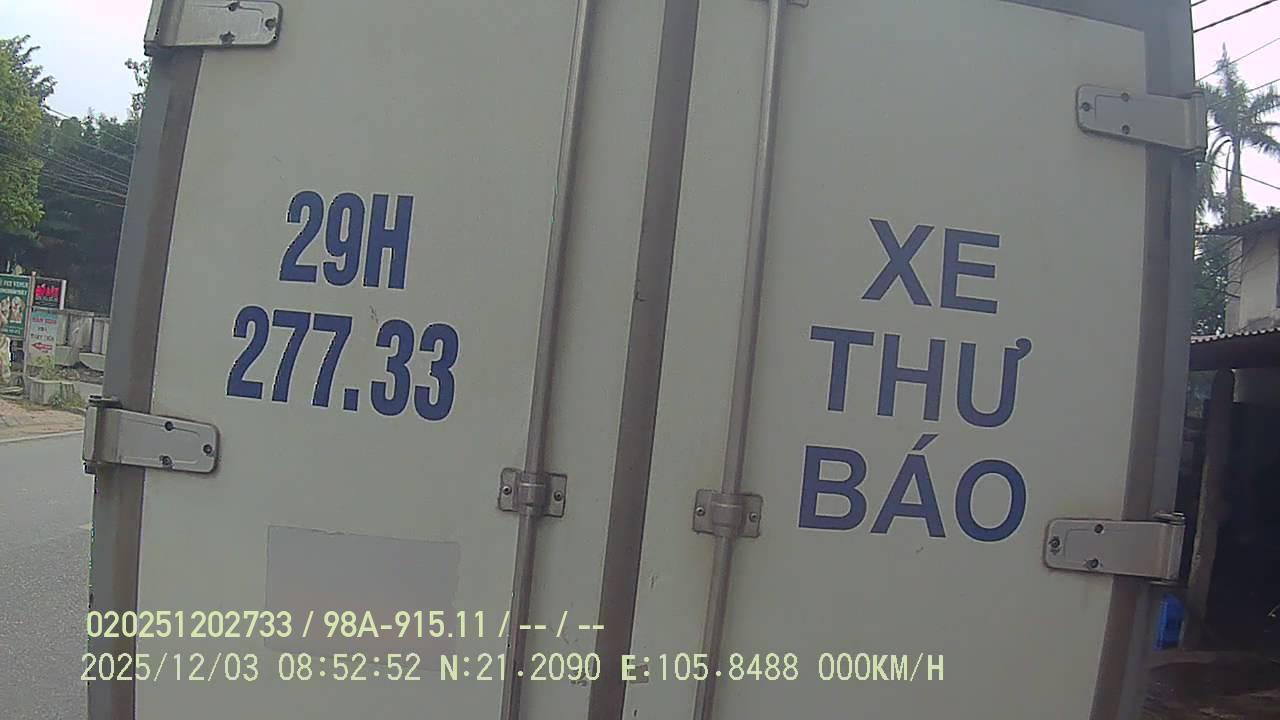 29H
277.33
XE
THƯ
BÁO
020251202733 / 98A-915.11 / -- / --
2025/12/03 08:52:52 N:21.2090 E:105.8488 000KM/H